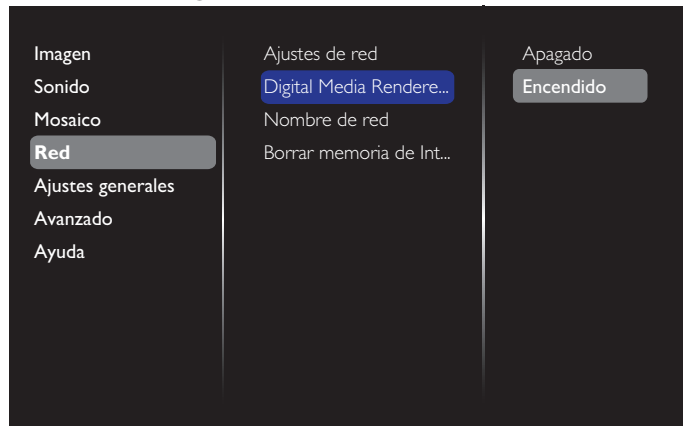 Imagen
Sonido
Mosaico
Red
Ajustes generales
Avanzado
Ayuda
Ajustes de red
Digital Media Rendere...
Nombre de red
Borrar memoria de Int...
Apagado
Encendido